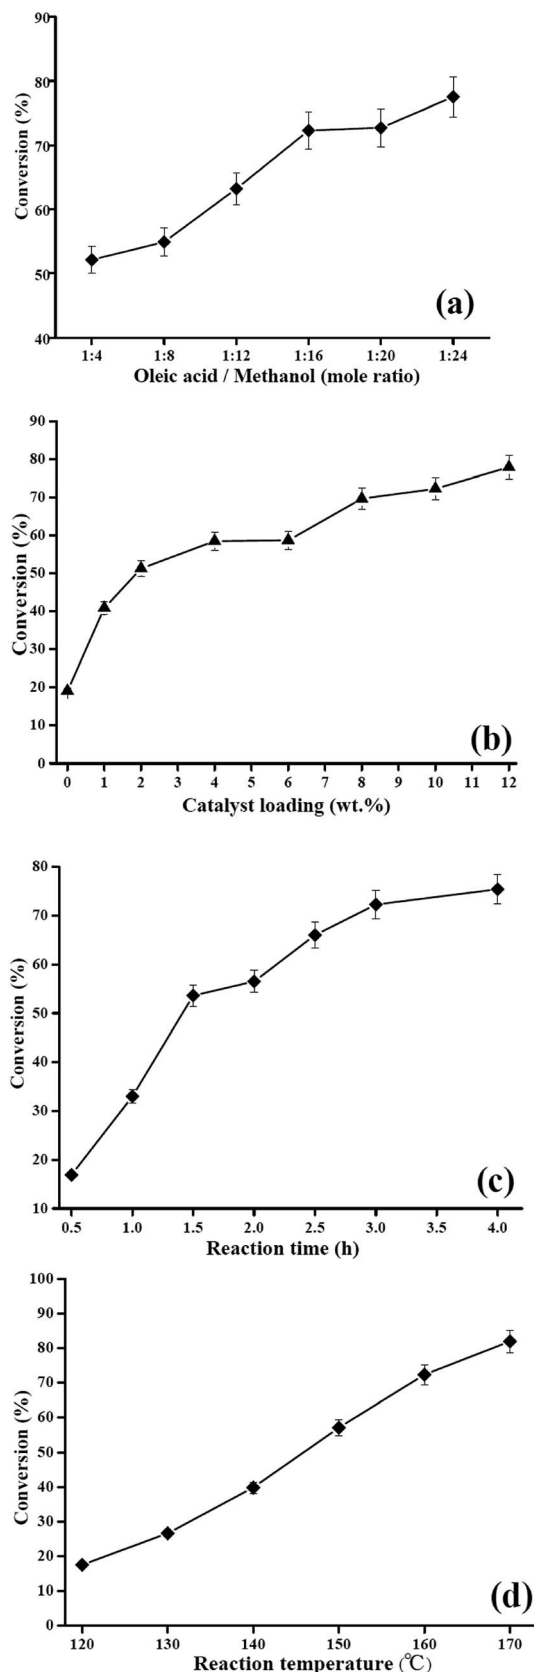 90
80
70
60
50
40
Conversion (%)
(a)
1:4 1:8 1:12 1:16 1:20 1:24
Oleic acid / Methanol (mole ratio)
90
80
70
60
50
40
30
20
10
0
Conversion (%)
(b)
0 1 2 3 4 5 6 7 8 9 10 11 12
Catalyst loading (wt.%)
80
70
60
50
40
30
20
10
Conversion (%)
(c)
0.5 1.0 1.5 2.0 2.5 3.0 3.5 4.0
Reaction time (h)
100
90
80
70
60
50
40
30
20
10
0
Conversion (%)
(d)
120 130 140 150 160 170
Reaction temperature (℃)